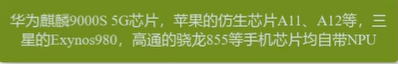 华为麒麟9000S 5G芯片，苹果的仿生芯片A11、A12等，三
星的Exynos980，高通的骁龙855等手机芯片均自带NPU